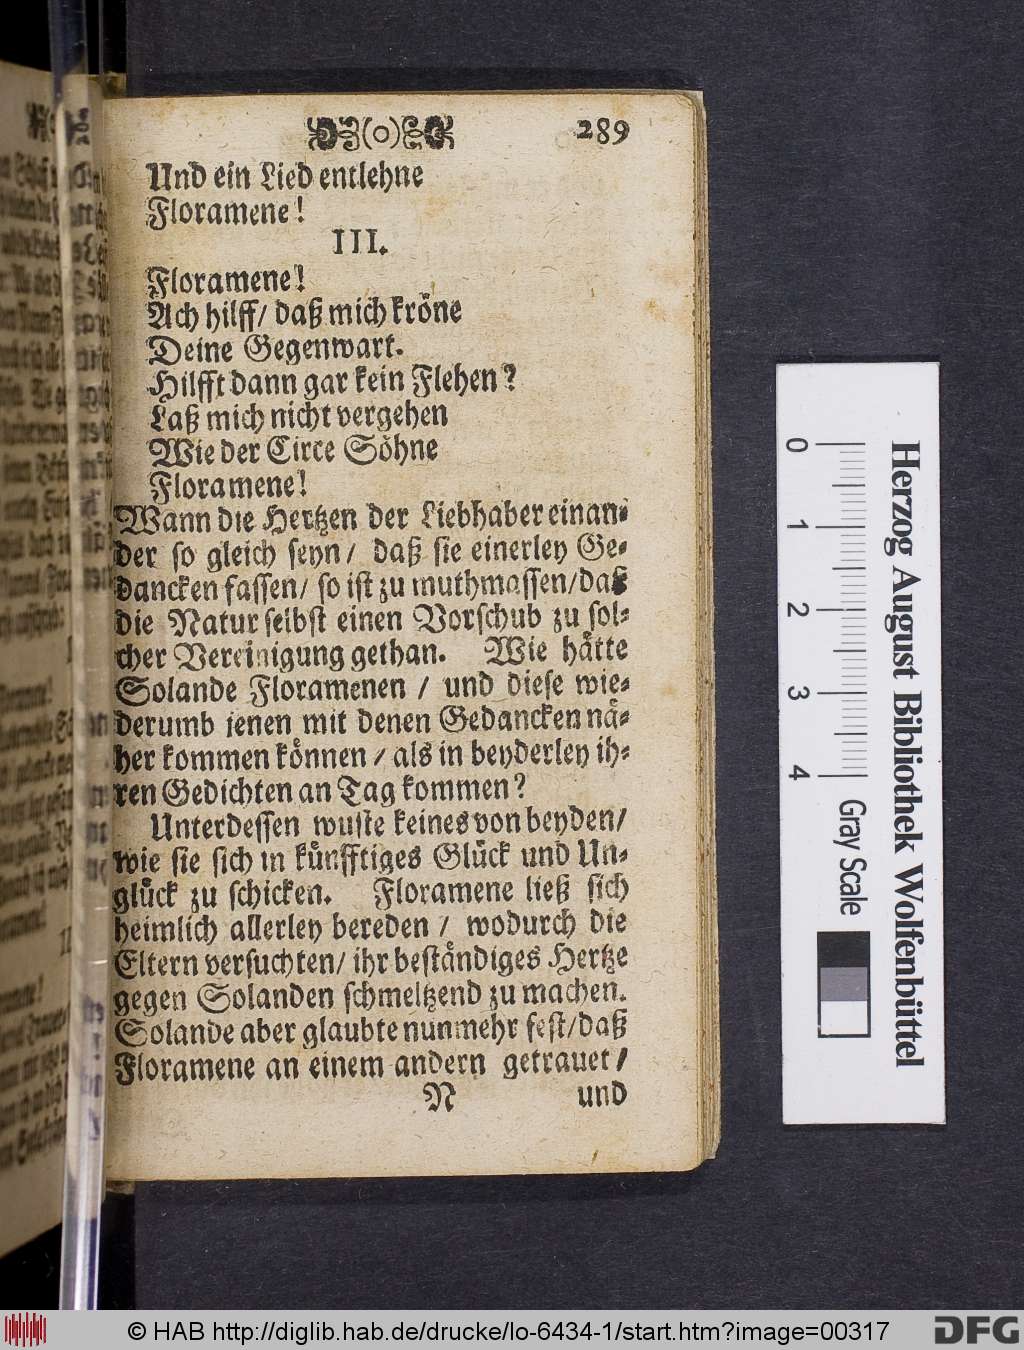 289
Und ein Lied entlehne
Floramene!
III.
Floramene!
Ach hilff/ daß mich kröne
Deine Gegenwart.
Hilfft dann gar kein Flehen?
Laß mich nicht vergehen
Wie der Circe Söhne
Floramene!
Wann die Hertzen der Liebhaber einan-
der so gleich seyn/ daß sie einerley Ge-
dancken fassen/ so ist zu muthmassen/ daß
die Natur selbst einen Vorschub zu sol-
cher Vereinigung gethan. Wie hätte
Solande Floramenen / und diese wie-
derumb jenen mit denen Gedancken nä-
her kommen können / als in beyderley ih-
ren Gedichten an Tag kommen?
Unterdessen wuste keines von beyden/
wie sie sich in künfftiges Glück und Un-
glück zu schicken. Floramene ließ sich
heimlich allerley bereden / wodurch die
Eltern versuchten/ ihr beständiges Hertze
gegen Solanden schmeltzend zu machen.
Solande aber glaubte nunmehr fest/ daß
Floramene an einem andern getrauet /
N und
0 1 2 3 4
Gray Scale
Herzog August Bibliothek Wolfenbüttel
© HAB http://diglib.hab.de/drucke/lo-6434-1/start.htm?image=00317
DFG